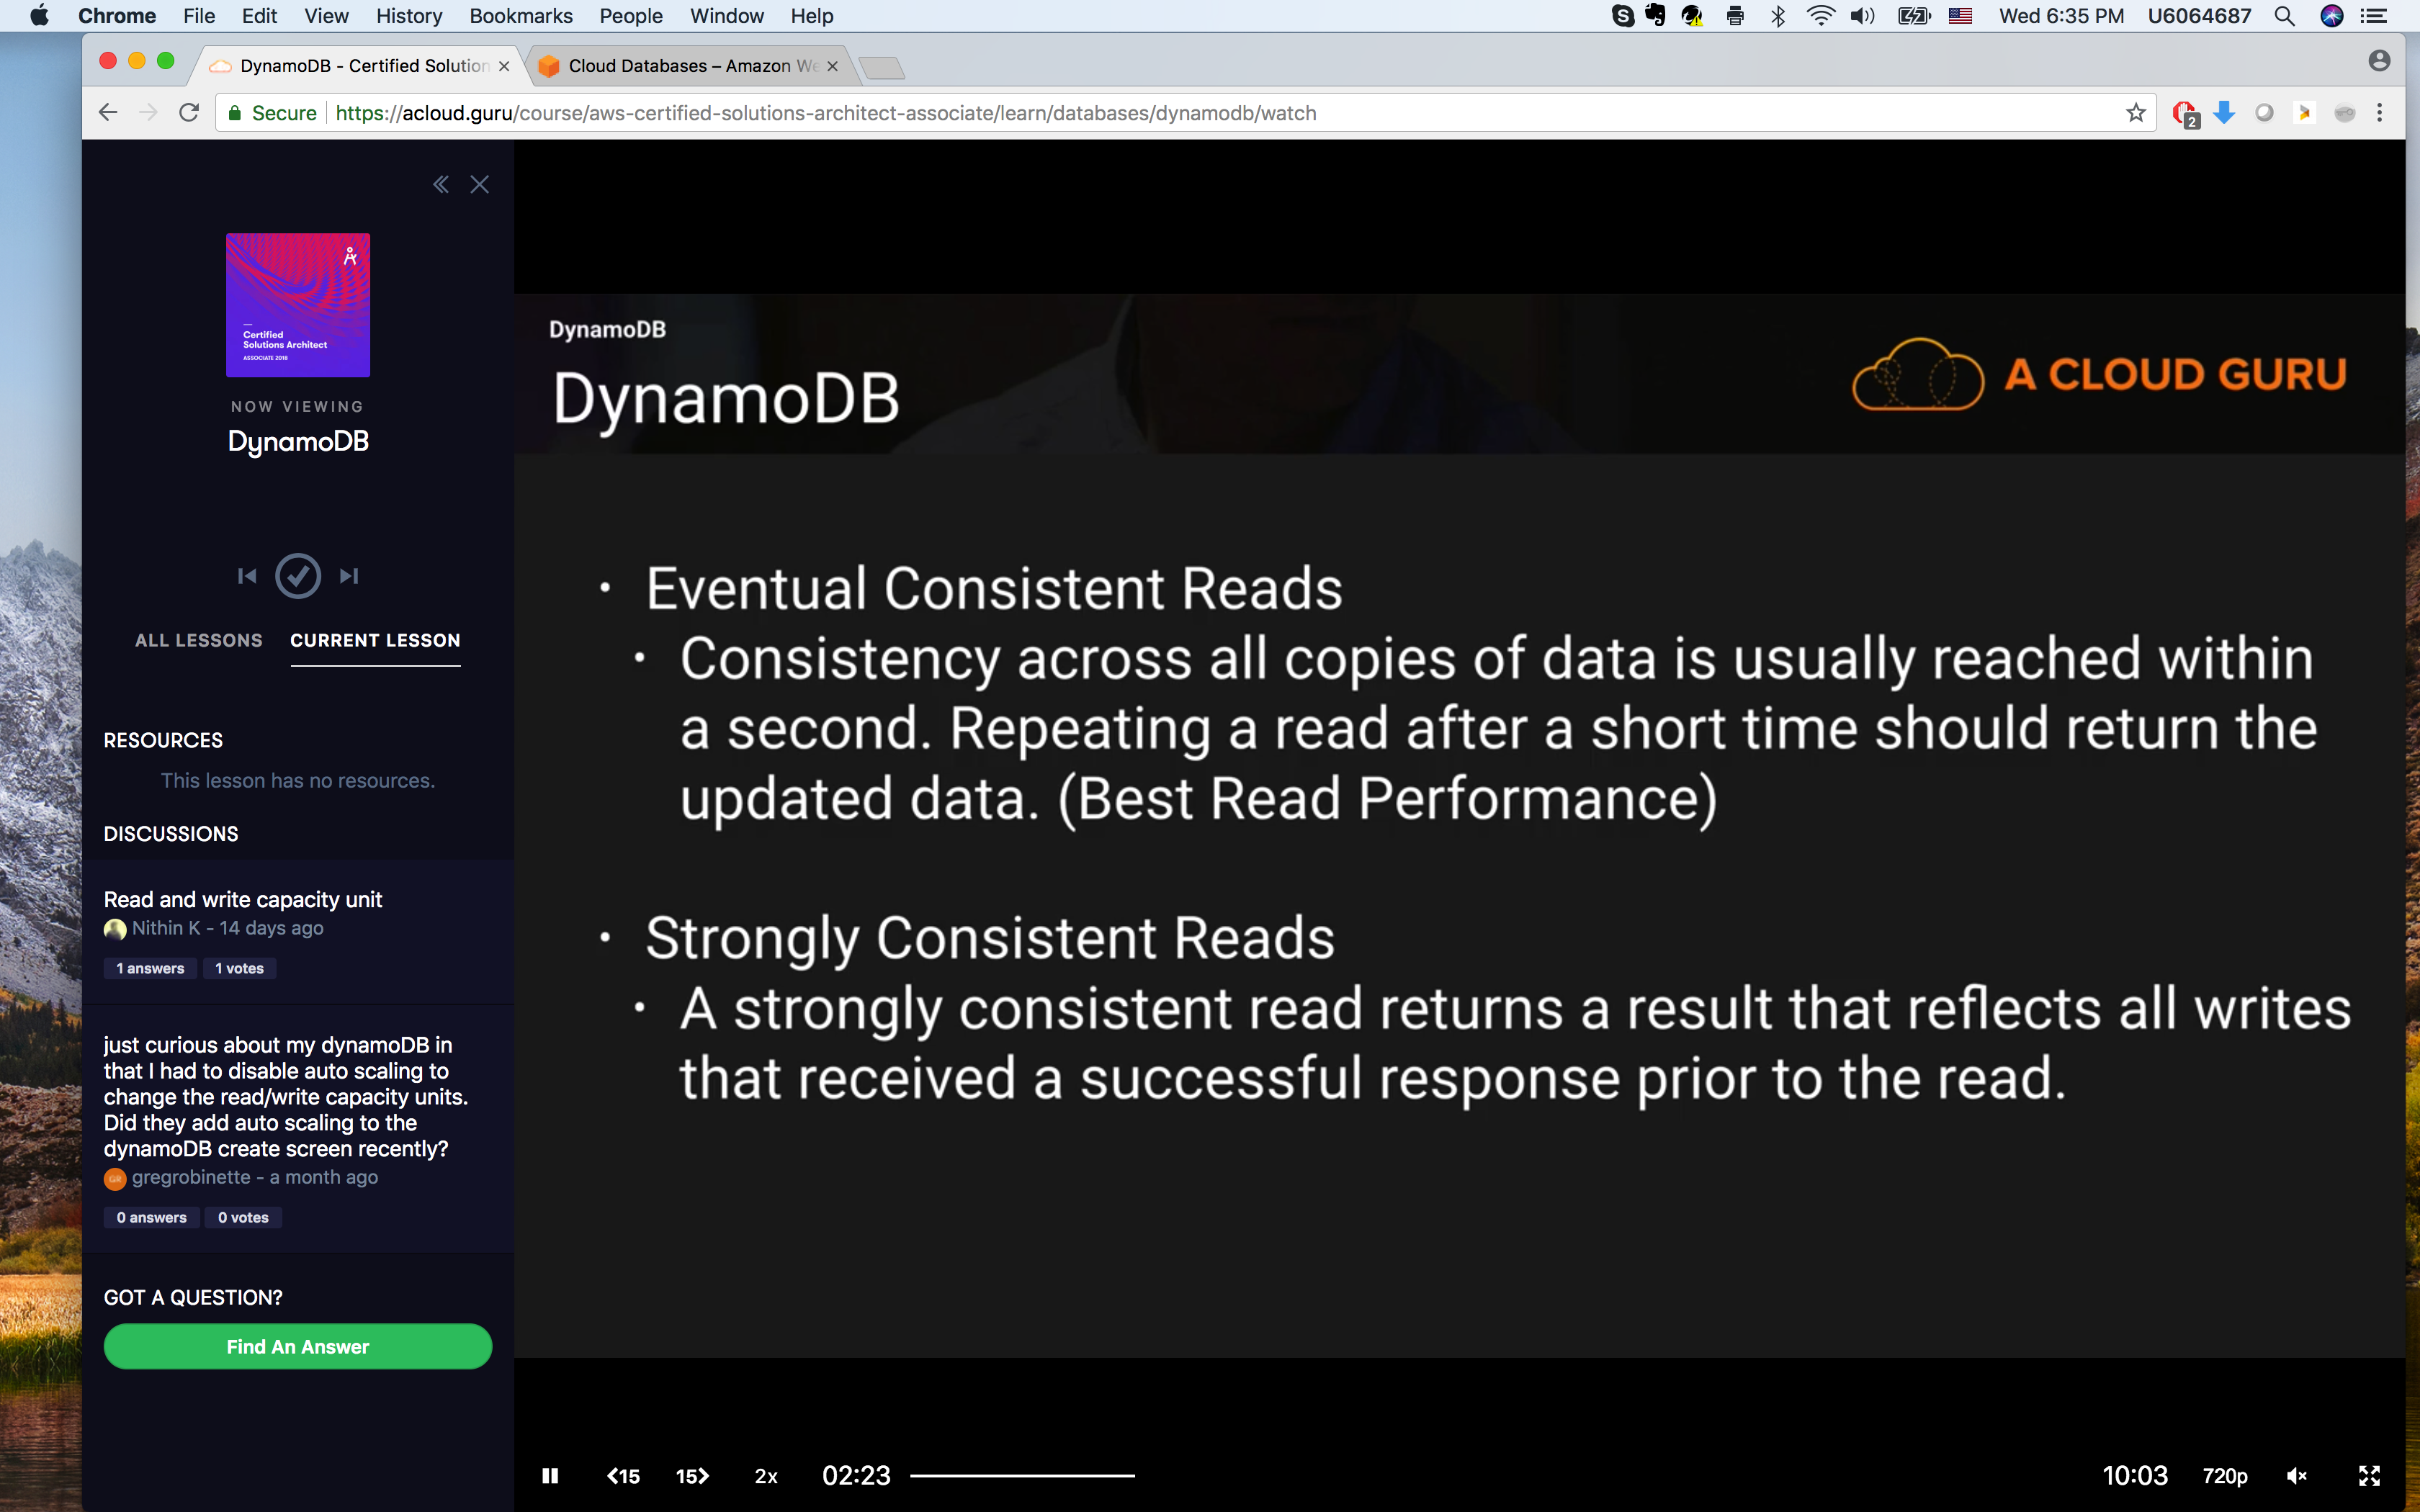 Chrome File Edit View History Bookmarks People Window Help Wed 6:35 PM U6064687
DynamoDB - Certified Solution Cloud Databases – Amazon We
Secure https://acloud.guru/course/aws-certified-solutions-architect-associate/learn/databases/dynamodb/watch 2
Certified
Solutions Architect
ASSOCIATE 2018
NOW VIEWING
DynamoDB
ALL LESSONS CURRENT LESSON
RESOURCES
This lesson has no resources.
DISCUSSIONS
Read and write capacity unit
Nithin K - 14 days ago
1 answers 1 votes
just curious about my dynamoDB in
that I had to disable auto scaling to
change the read/write capacity units.
Did they add auto scaling to the
dynamoDB create screen recently?
GR gregrobinette - a month ago
0 answers 0 votes
GOT A QUESTION?
Find An Answer
DynamoDB
DynamoDB
A CLOUD GURU
• Eventual Consistent Reads
• Consistency across all copies of data is usually reached within
a second. Repeating a read after a short time should return the
updated data. (Best Read Performance)
• Strongly Consistent Reads
• A strongly consistent read returns a result that reflects all writes
that received a successful response prior to the read.
15 15 2x 02:23 10:03 720p